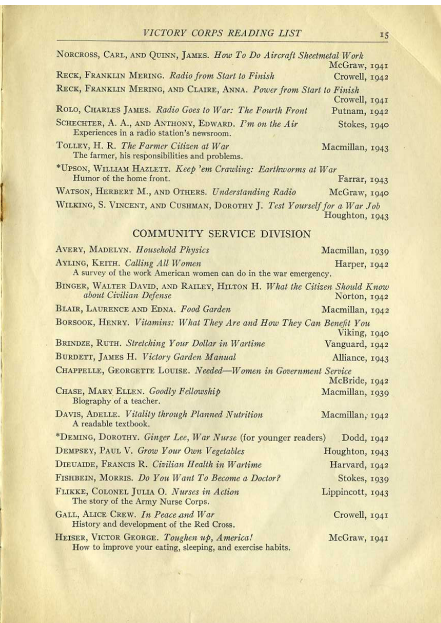 VICTORY CORPS READING LIST 15
NORCROSS, CARL, AND QUINN, JAMES. How To Do Aircraft Sheetmetal Work
McGraw, 1941
RECK, FRANKLIN MERING. Radio from Start to Finish Crowell, 1942
RECK, FRANKLIN MERING, AND CLAIRE, ANNA. Power from Start to Finish
Crowell, 1941
ROLO, CHARLES JAMES. Radio Goes to War: The Fourth Front Putnam, 1942
SCHECHTER, A. A., AND ANTHONY, EDWARD. I'm on the Air Stokes, 1940
Experiences in a radio station's newsroom.
TOLLEY, H. R. The Farmer Citizen at War Macmillan, 1943
The farmer, his responsibilities and problems.
*UPSON, WILLIAM HAZLETT. Keep 'em Crawling: Earthworms at War
Humor of the home front. Farrar, 1943
WATSON, HERBERT M., AND OTHERS. Understanding Radio McGraw, 1940
WILKING, S. VINCENT, AND CUSHMAN, DOROTHY J. Test Yourself for a War Job
Houghton, 1943
COMMUNITY SERVICE DIVISION
AVERY, MADELYN. Household Physics Macmillan, 1939
AYLING, KEITH. Calling All Women Harper, 1942
A survey of the work American women can do in the war emergency.
BINGER, WALTER DAVID, AND RAILEY, HILTON H. What the Citizen Should Know
about Civilian Defense Norton, 1942
BLAIR, LAURENCE AND EDNA. Food Garden Macmillan, 1942
BORSOOK, HENRY. Vitamins: What They Are and How They Can Benefit You
Viking, 1940
BRINDZE, RUTH. Stretching Your Dollar in Wartime Vanguard, 1942
BURDETT, JAMES H. Victory Garden Manual Alliance, 1943
CHAPPELLE, GEORGETTE LOUISE. Needed—Women in Government Service
McBride, 1942
CHASE, MARY ELLEN. Goodly Fellowship Macmillan, 1939
Biography of a teacher.
DAVIS, ADELLE. Vitality through Planned Nutrition Macmillan, 1942
A readable textbook.
*DEMING, DOROTHY. Ginger Lee, War Nurse (for younger readers) Dodd, 1942
DEMPSEY, PAUL V. Grow Your Own Vegetables Houghton, 1943
DIEUAIDE, FRANCIS R. Civilian Health in Wartime Harvard, 1942
FISHBEIN, MORRIS. Do You Want To Become a Doctor? Stokes, 1939
FLIKKE, COLONEL JULIA O. Nurses in Action Lippincott, 1943
The story of the Army Nurse Corps.
GALL, ALICE CREW. In Peace and War Crowell, 1941
History and development of the Red Cross.
HEISER, VICTOR GEORGE. Toughen up, America! McGraw, 1941
How to improve your eating, sleeping, and exercise habits.